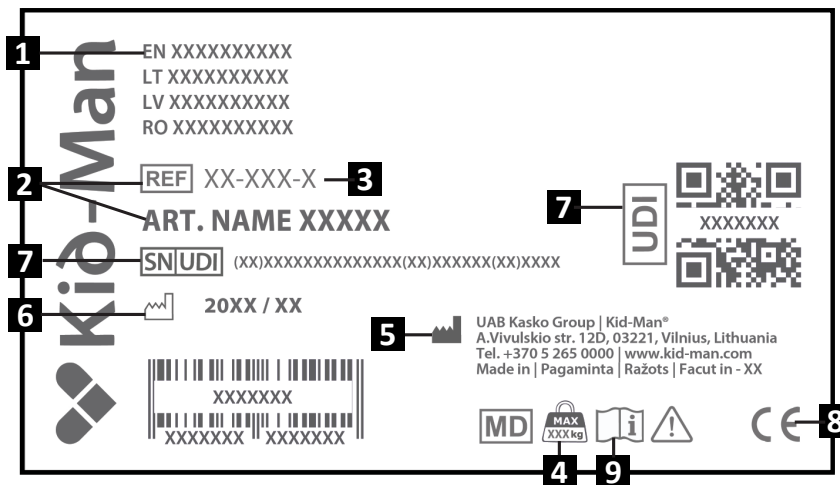 1
EN XXXXXXXXXX
LT XXXXXXXXXX
LV XXXXXXXXXX
RO XXXXXXXXXX
Kid-Man
2
REF XX-XXX-X
3
ART. NAME XXXXX
7
SN UDI (XX)XXXXXXXXXXXXXX(XX)XXXXXX(XX)XXXX
6
20XX / XX
XXXXXXX
XXXXXXX XXXXXXX
7
UDI
XXXXXXX
5
UAB Kasko Group | Kid-Man®
A.Vivulskio str. 12D, 03221, Vilnius, Lithuania
Tel. +370 5 265 0000 | www.kid-man.com
Made in | Pagaminta | Ražots | Facut in - XX
MD
MAX
XXX kg
i
!
CE
8
4
9